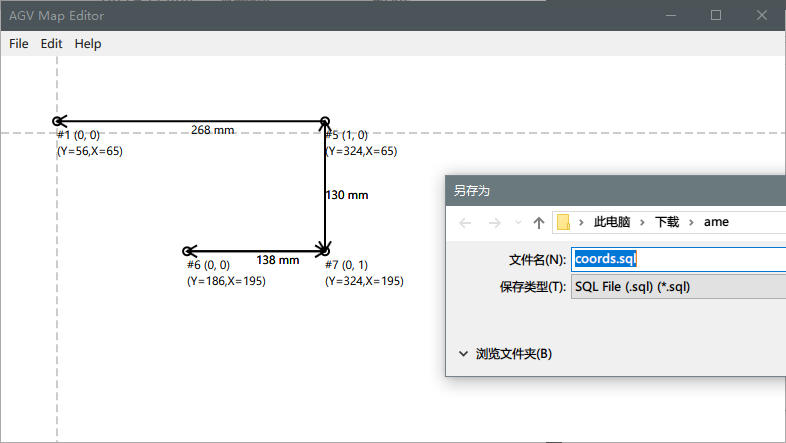 AGV Map Editor
File Edit Help
#1 (0, 0)
(Y=56,X=65)
268 mm
#5 (1, 0)
(Y=324,X=65)
130 mm
138 mm
#6 (0, 0)
(Y=186,X=195)
#7 (0, 1)
(Y=324,X=195)
另存为
此电脑 > 下载 > ame
文件名(N): coords.sql
保存类型(T): SQL File (.sql) (*.sql)
浏览文件夹(B)